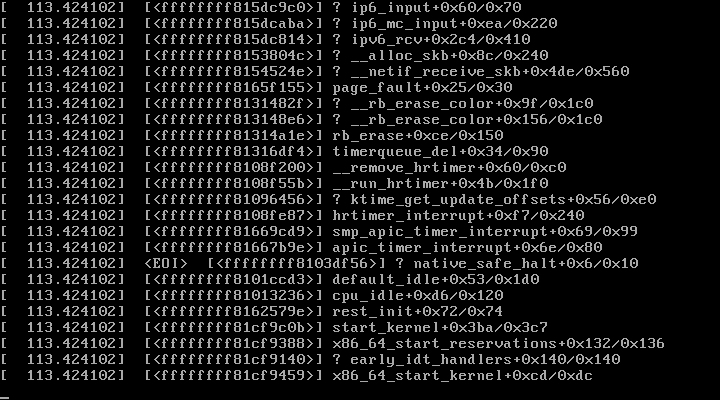 [  113.424102]  [<ffffffff815dc9c0>] ? ip6_input+0x60/0x70
[  113.424102]  [<ffffffff815dcaba>] ? ip6_mc_input+0xea/0x220
[  113.424102]  [<ffffffff815dc814>] ? ipv6_rcv+0x2c4/0x410
[  113.424102]  [<ffffffff8153804c>] ? __alloc_skb+0x8c/0x240
[  113.424102]  [<ffffffff8154524e>] ? __netif_receive_skb+0x4de/0x560
[  113.424102]  [<ffffffff8165f155>] page_fault+0x25/0x30
[  113.424102]  [<ffffffff8131482f>] ? __rb_erase_color+0x9f/0x1c0
[  113.424102]  [<ffffffff813148e6>] ? __rb_erase_color+0x156/0x1c0
[  113.424102]  [<ffffffff81314a1e>] rb_erase+0xce/0x150
[  113.424102]  [<ffffffff81316df4>] timerqueue_del+0x34/0x90
[  113.424102]  [<ffffffff8108f200>] __remove_hrtimer+0x60/0xc0
[  113.424102]  [<ffffffff8108f55b>] __run_hrtimer+0x4b/0x1f0
[  113.424102]  [<ffffffff81096456>] ? ktime_get_update_offsets+0x56/0xe0
[  113.424102]  [<ffffffff8108fe87>] hrtimer_interrupt+0xf7/0x240
[  113.424102]  [<ffffffff81669cd9>] smp_apic_timer_interrupt+0x69/0x99
[  113.424102]  [<ffffffff81667b9e>] apic_timer_interrupt+0x6e/0x80
[  113.424102]  <EOI>  [<ffffffff8103df56>] ? native_safe_halt+0x6/0x10
[  113.424102]  [<ffffffff8101ccd3>] default_idle+0x53/0x1d0
[  113.424102]  [<ffffffff81013236>] cpu_idle+0xd6/0x120
[  113.424102]  [<ffffffff8162579e>] rest_init+0x72/0x74
[  113.424102]  [<ffffffff81cf9c0b>] start_kernel+0x3ba/0x3c7
[  113.424102]  [<ffffffff81cf9388>] x86_64_start_reservations+0x132/0x136
[  113.424102]  [<ffffffff81cf9140>] ? early_idt_handlers+0x140/0x140
[  113.424102]  [<ffffffff81cf9459>] x86_64_start_kernel+0xcd/0xdc